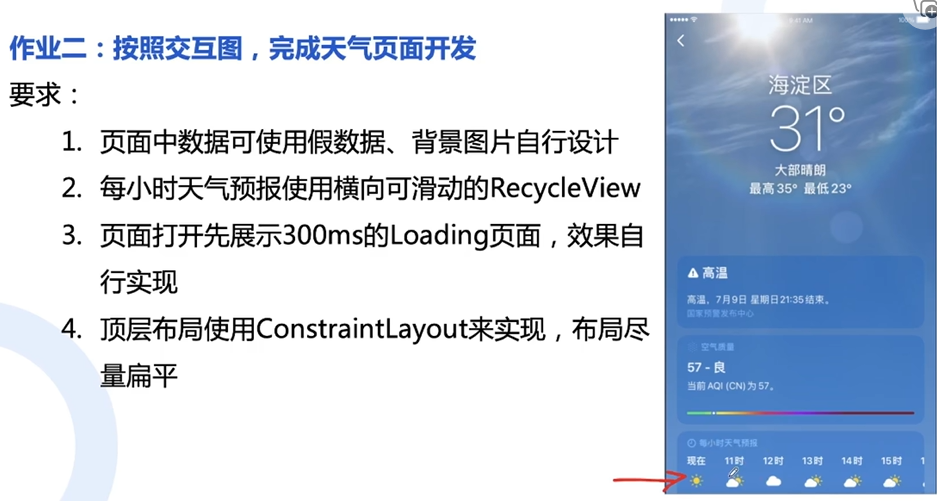 作业二：按照交互图，完成天气页面开发
要求：
1. 页面中数据可使用假数据、背景图片自行设计
2. 每小时天气预报使用横向可滑动的RecycleView
3. 页面打开先展示300ms的Loading页面，效果自
行实现
4. 顶层布局使用ConstraintLayout来实现，布局尽
量扁平
9:41 AM
100%
海淀区
31°
大部晴朗
最高35° 最低23°
高温
高温，7月9日 星期日21:35结束。
国家预警发布中心
空气质量
57 - 良
当前 AQI (CN) 为 57。
每小时天气预报
现在 11时 12时 13时 14时 15时